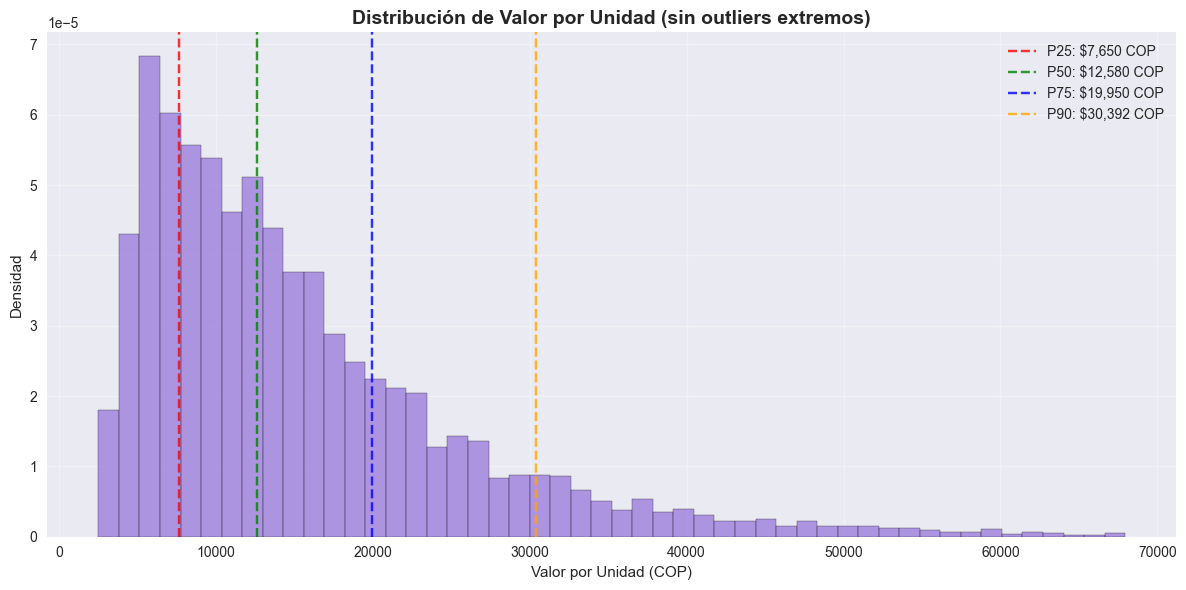 Distribución de Valor por Unidad (sin outliers extremos)
1e−5
P25: $7,650 COP
P50: $12,580 COP
P75: $19,950 COP
P90: $30,392 COP
7
6
5
4
3
2
1
0
Densidad
0 10000 20000 30000 40000 50000 60000 70000
Valor por Unidad (COP)